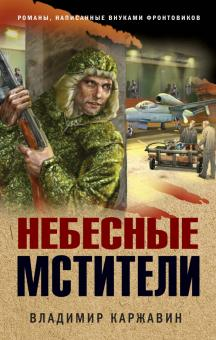 РОМАНЫ, НАПИСАННЫЕ ВНУКАМИ ФРОНТОВИКОВ
НЕБЕСНЫЕ
МСТИТЕЛИ
ВЛАДИМИР КАРЖАВИН